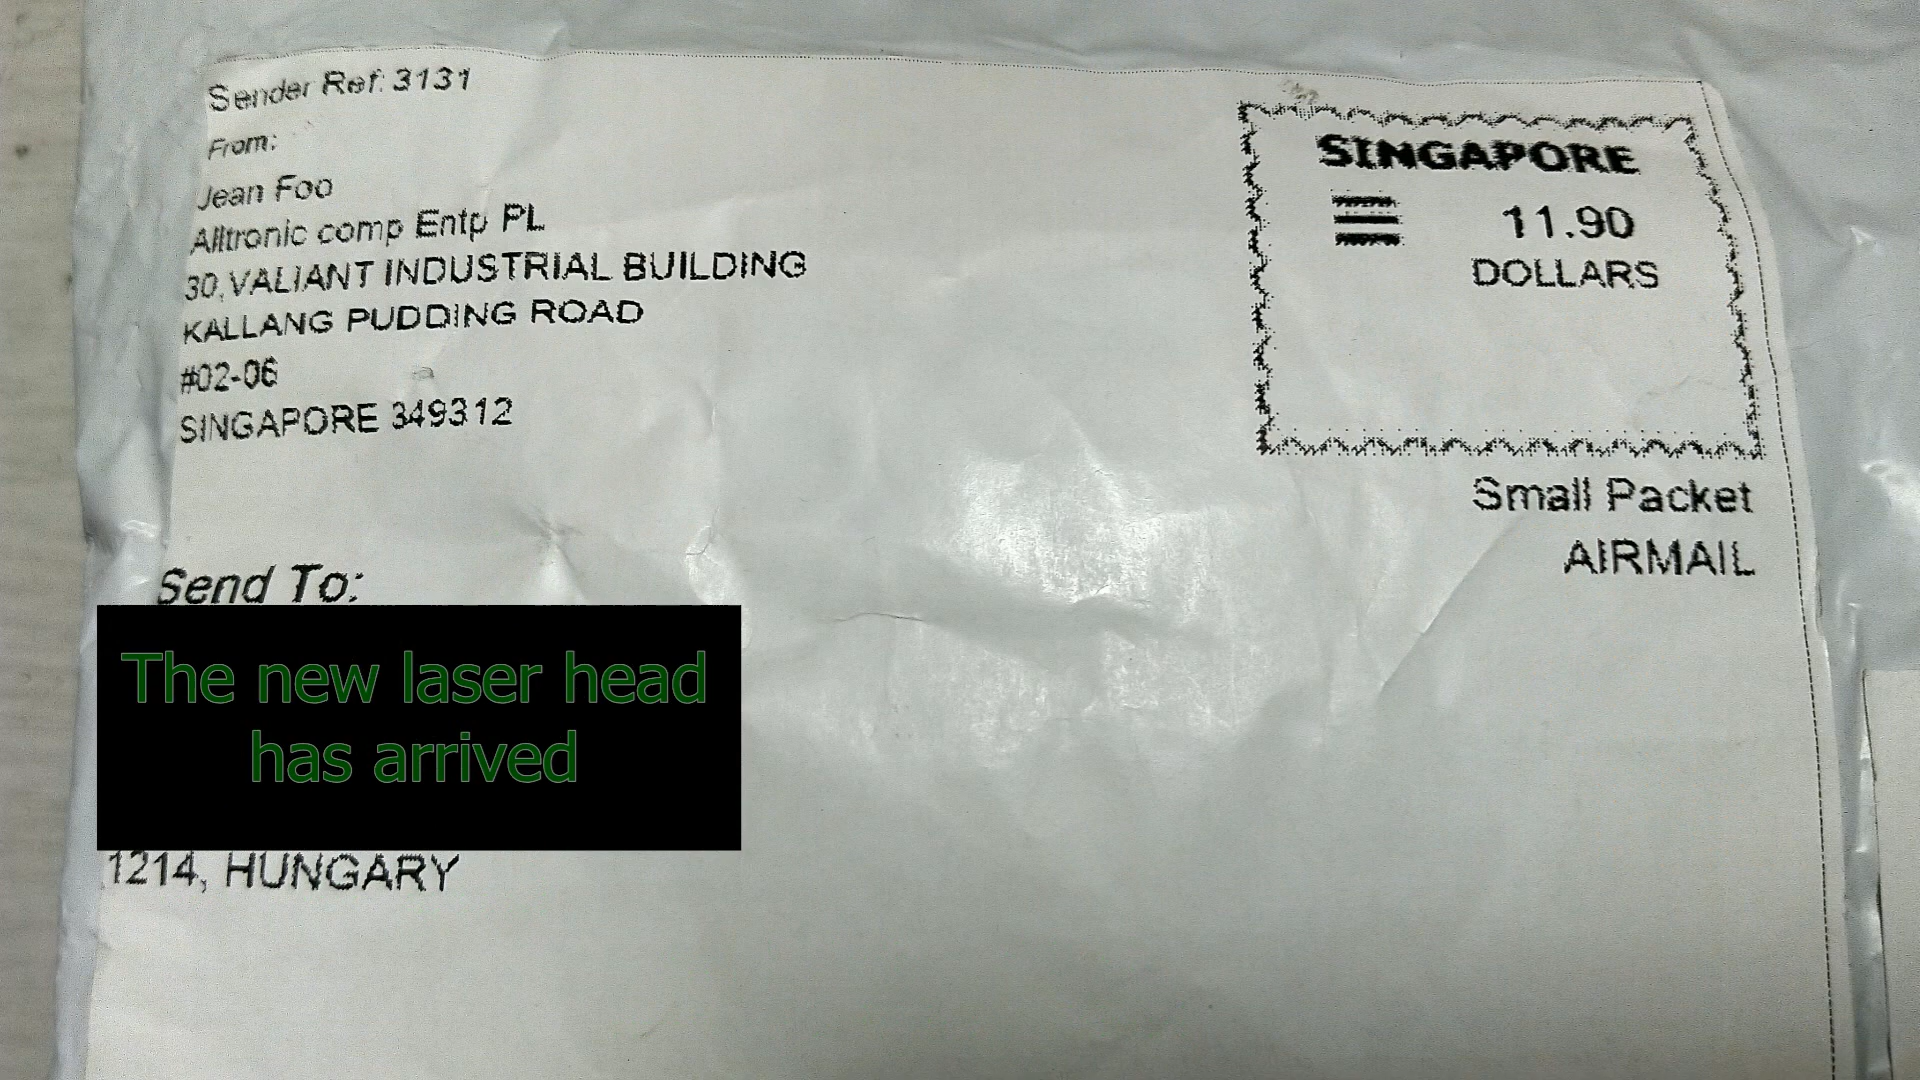 Sender Ref: 3131
From:
Jean Foo
Alltronic comp Entp PL
30, VALIANT INDUSTRIAL BUILDING
KALLANG PUDDING ROAD
#02-06
SINGAPORE 349312
SINGAPORE
11.90
DOLLARS
Small Packet
AIRMAIL
Send To:
The new laser head
has arrived
1214, HUNGARY